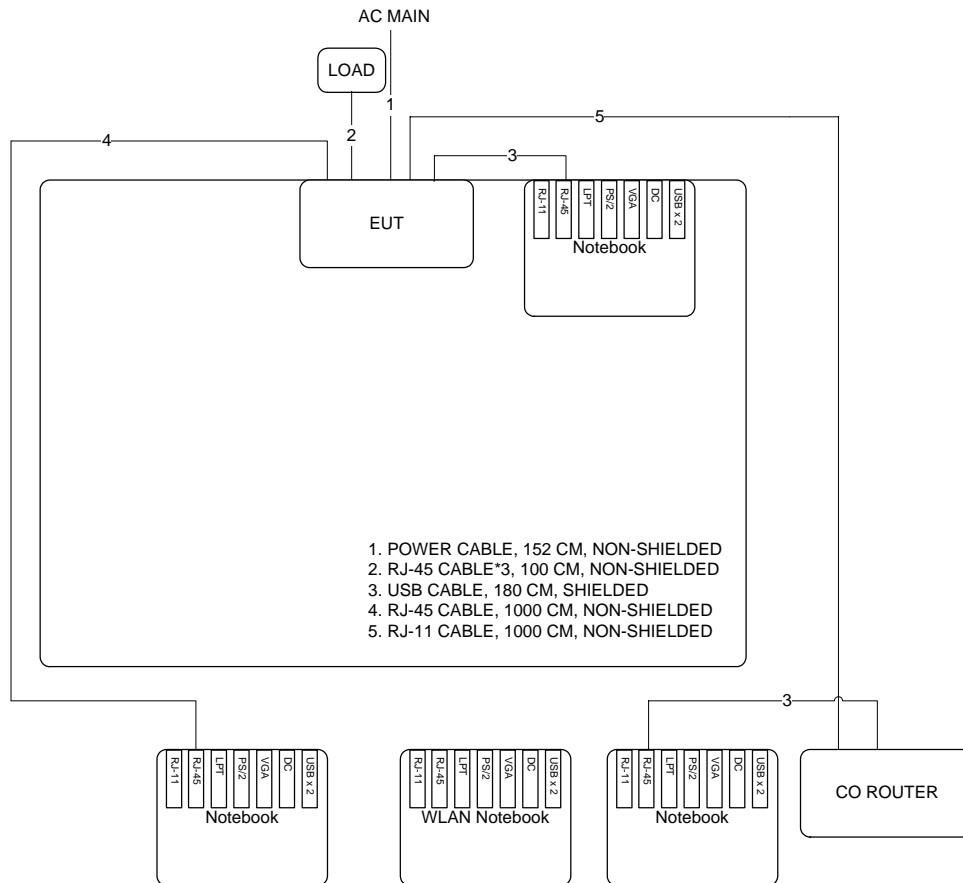 AC MAIN
LOAD
1
2
3
4
5
EUT
RJ-11
RJ-45
LPT
PS/2
VGA
DC
USB x 2
Notebook
1. POWER CABLE, 152 CM, NON-SHIELDED
2. RJ-45 CABLE*3, 100 CM, NON-SHIELDED
3. USB CABLE, 180 CM, SHIELDED
4. RJ-45 CABLE, 1000 CM, NON-SHIELDED
5. RJ-11 CABLE, 1000 CM, NON-SHIELDED
3
RJ-11
RJ-45
LPT
PS/2
VGA
DC
USB x 2
Notebook
RJ-11
RJ-45
LPT
PS/2
VGA
DC
USB x 2
WLAN Notebook
RJ-11
RJ-45
LPT
PS/2
VGA
DC
USB x 2
Notebook
CO ROUTER